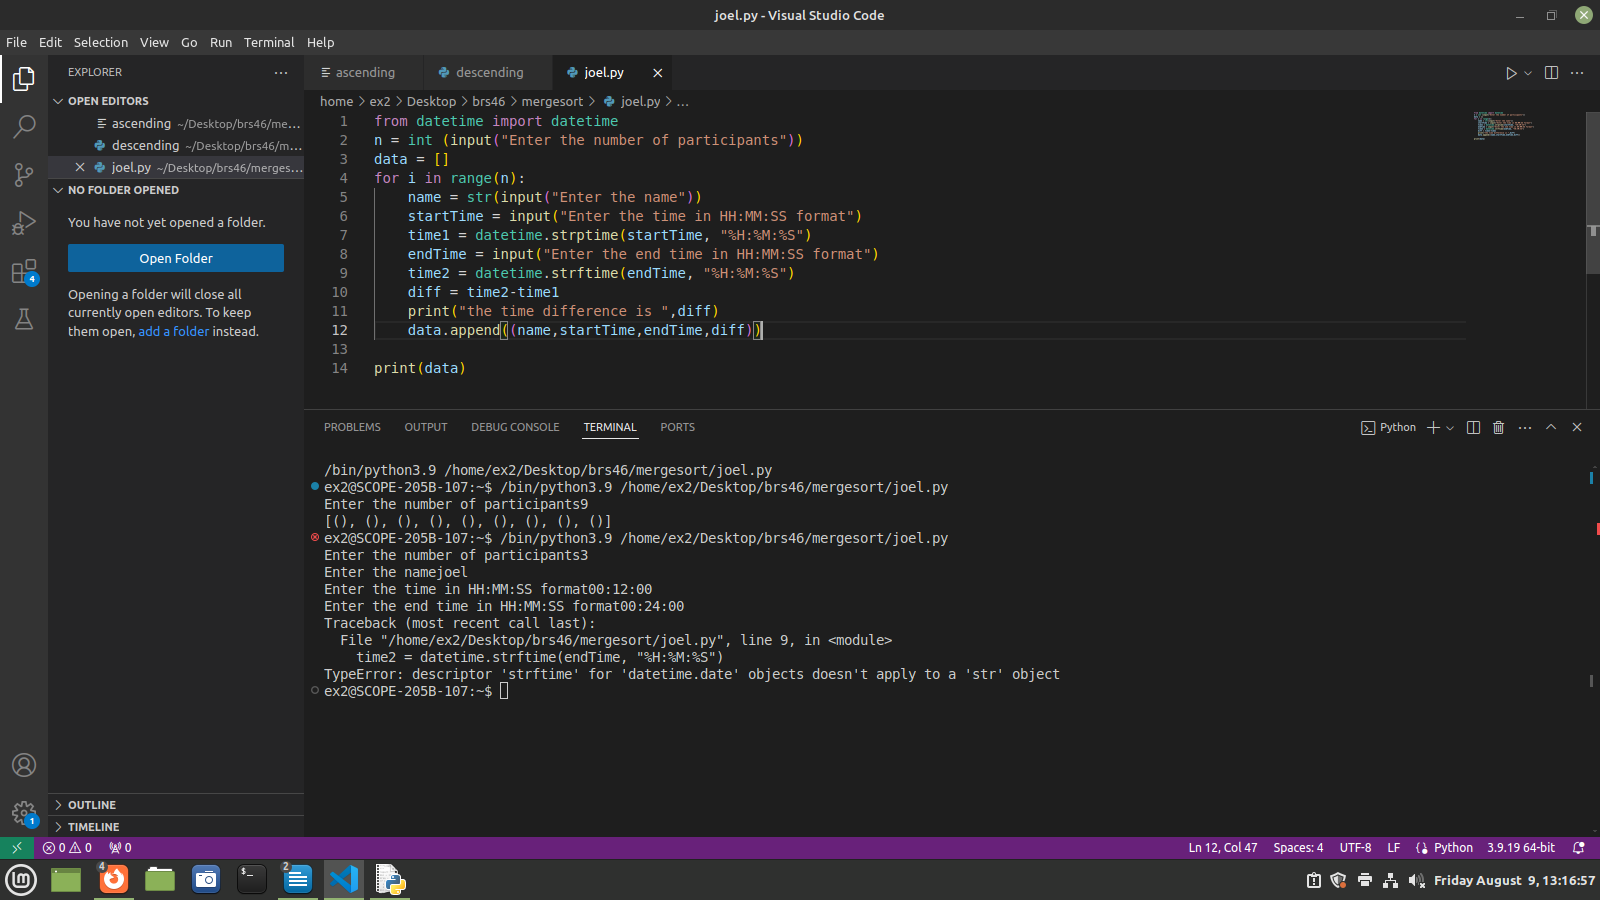 joel.py - Visual Studio Code
File Edit Selection View Go Run Terminal Help
EXPLORER
OPEN EDITORS
ascending ~/Desktop/brs46/me...
descending ~/Desktop/brs46/m...
joel.py ~/Desktop/brs46/merges...
NO FOLDER OPENED
You have not yet opened a folder.
Open Folder
Opening a folder will close all
currently open editors. To keep
them open, add a folder instead.
OUTLINE
TIMELINE
ascending descending joel.py
home > ex2 > Desktop > brs46 > mergesort > joel.py > ...
1 from datetime import datetime
2 n = int (input("Enter the number of participants"))
3 data = []
4 for i in range(n):
5 name = str(input("Enter the name"))
6 startTime = input("Enter the time in HH:MM:SS format")
7 time1 = datetime.strptime(startTime, "%H:%M:%S")
8 endTime = input("Enter the end time in HH:MM:SS format")
9 time2 = datetime.strftime(endTime, "%H:%M:%S")
10 diff = time2-time1
11 print("the time difference is ",diff)
12 data.append((name,startTime,endTime,diff))
13
14 print(data)
PROBLEMS OUTPUT DEBUG CONSOLE TERMINAL PORTS
Python
/bin/python3.9 /home/ex2/Desktop/brs46/mergesort/joel.py
ex2@SCOPE-205B-107:~$ /bin/python3.9 /home/ex2/Desktop/brs46/mergesort/joel.py
Enter the number of participants9
[(), (), (), (), (), (), (), (), ()]
ex2@SCOPE-205B-107:~$ /bin/python3.9 /home/ex2/Desktop/brs46/mergesort/joel.py
Enter the number of participants3
Enter the namejoel
Enter the time in HH:MM:SS format00:12:00
Enter the end time in HH:MM:SS format00:24:00
Traceback (most recent call last):
File "/home/ex2/Desktop/brs46/mergesort/joel.py", line 9, in <module>
time2 = datetime.strftime(endTime, "%H:%M:%S")
TypeError: descriptor 'strftime' for 'datetime.date' objects doesn't apply to a 'str' object
ex2@SCOPE-205B-107:~$
4
1
0 0 0
Ln 12, Col 47 Spaces: 4 UTF-8 LF Python 3.9.19 64-bit
4
2
Friday August 9, 13:16:57